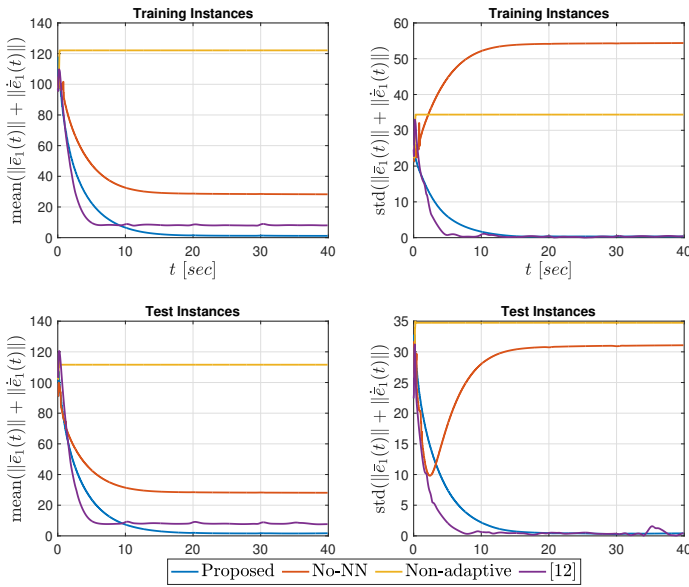 Training Instances
mean(||ē₁(t)|| + ||ė̄₁(t)||)
140
120
100
80
60
40
20
0
0 10 20 30 40
t [sec]
Training Instances
std(||ē₁(t)|| + ||ė̄₁(t)||)
60
50
40
30
20
10
0
0 10 20 30 40
t [sec]
Test Instances
mean(||ē₁(t)|| + ||ė̄₁(t)||)
140
120
100
80
60
40
20
0
0 10 20 30 40
Test Instances
std(||ē₁(t)|| + ||ė̄₁(t)||)
35
30
25
20
15
10
5
0
0 10 20 30 40
Proposed No-NN Non-adaptive [12]